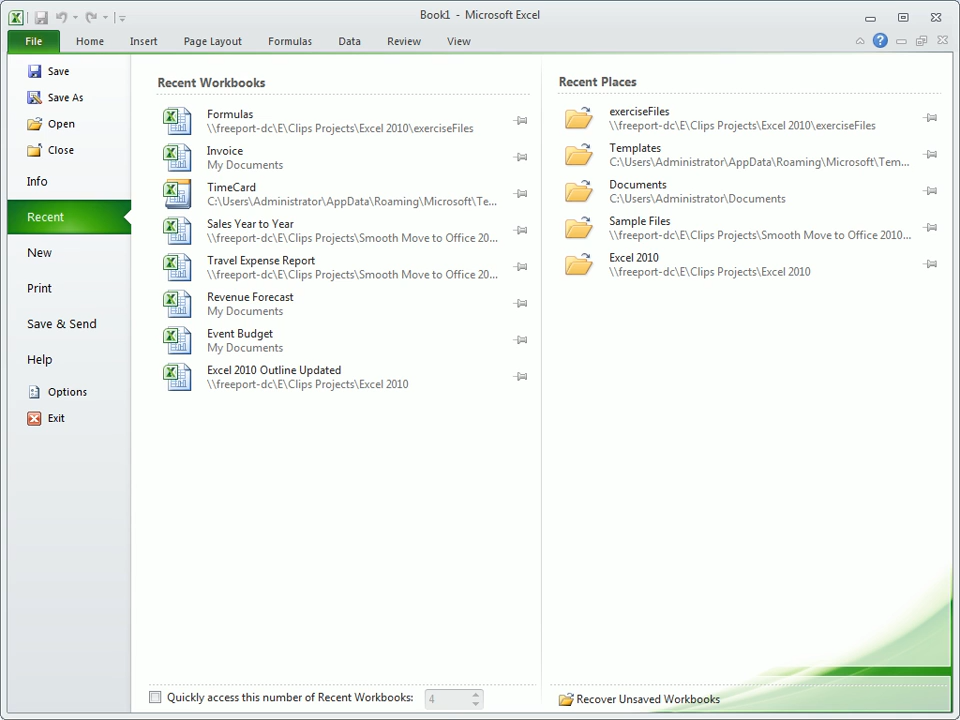 Book1 - Microsoft Excel
File Home Insert Page Layout Formulas Data Review View
Save
Save As
Open
Close
Info
Recent
New
Print
Save & Send
Help
Options
Exit
Recent Workbooks
Formulas
\\freeport-dc\E\Clips Projects\Excel 2010\exerciseFiles
Invoice
My Documents
TimeCard
C:\Users\Administrator\AppData\Roaming\Microsoft\Te...
Sales Year to Year
\\freeport-dc\E\Clips Projects\Smooth Move to Office 20...
Travel Expense Report
\\freeport-dc\E\Clips Projects\Smooth Move to Office 20...
Revenue Forecast
My Documents
Event Budget
My Documents
Excel 2010 Outline Updated
\\freeport-dc\E\Clips Projects\Excel 2010
Quickly access this number of Recent Workbooks: 4
Recent Places
exerciseFiles
\\freeport-dc\E\Clips Projects\Excel 2010\exerciseFiles
Templates
C:\Users\Administrator\AppData\Roaming\Microsoft\Tem...
Documents
C:\Users\Administrator\Documents
Sample Files
\\freeport-dc\E\Clips Projects\Smooth Move to Office 2010...
Excel 2010
\\freeport-dc\E\Clips Projects\Excel 2010
Recover Unsaved Workbooks